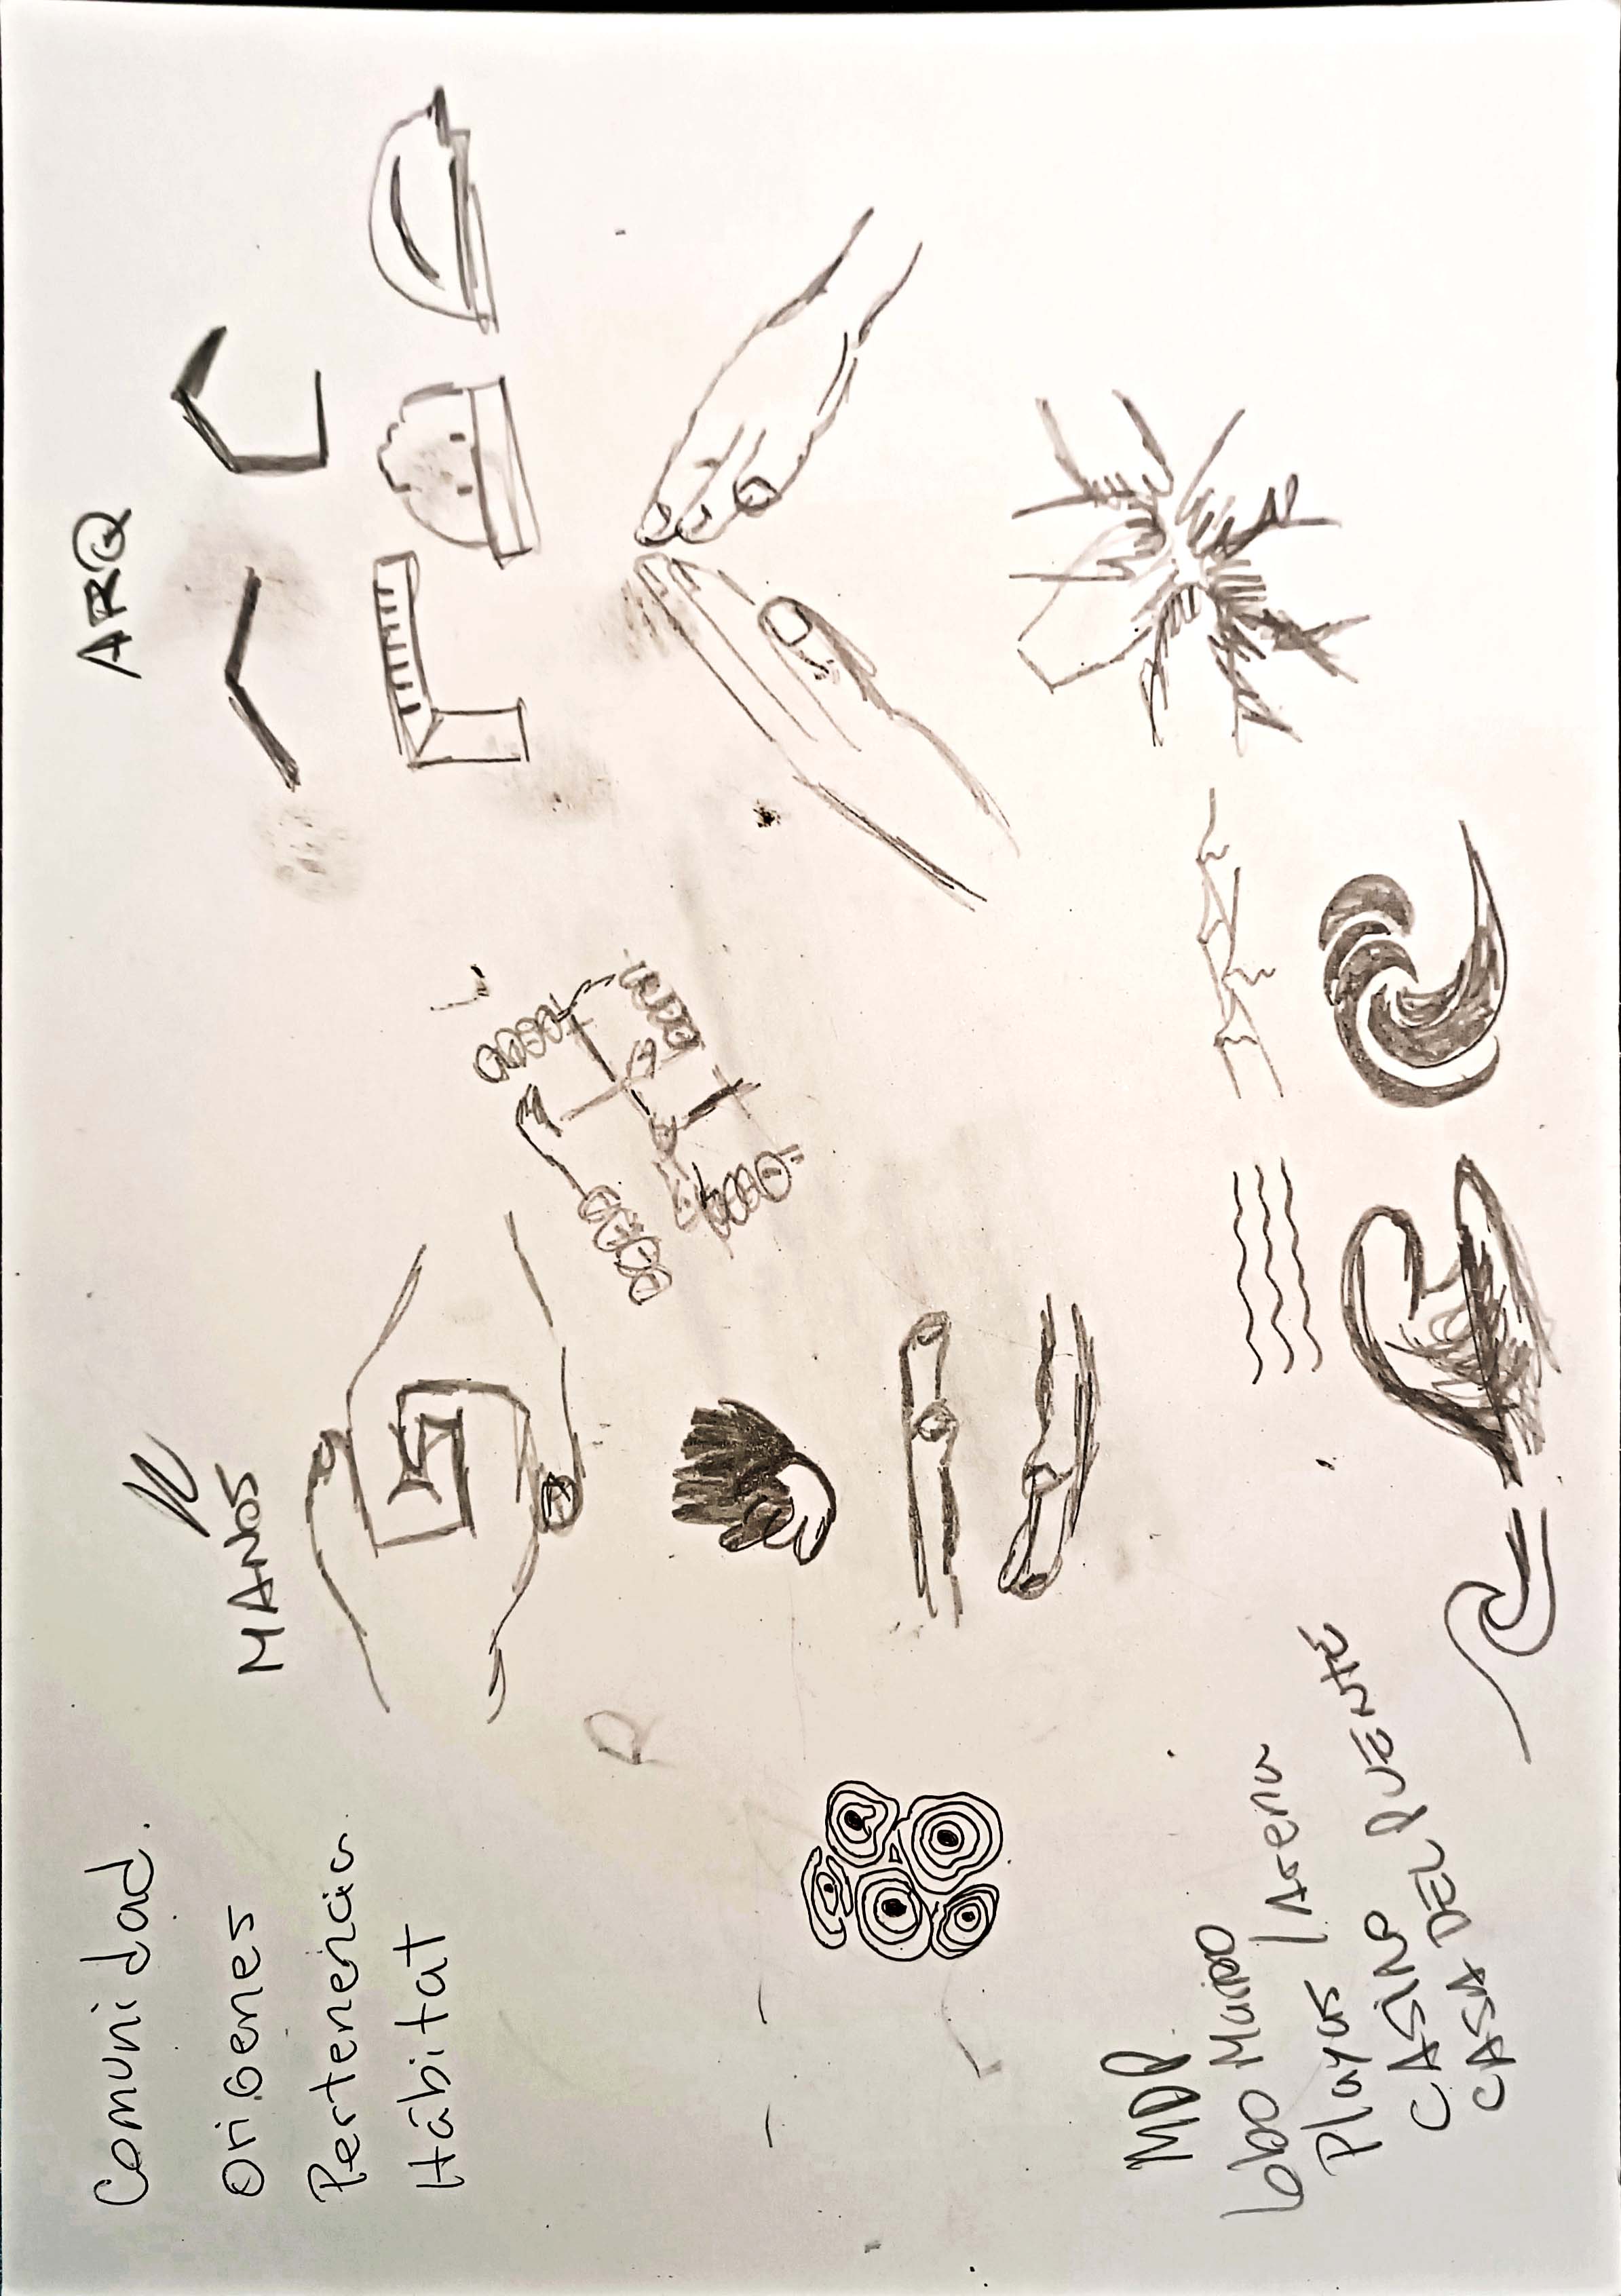 Comunidad.
Origenes
Pertenencia
Hábitat
MANOS
ARQ
MDP
Lobo Marino
Playas / Arena
CASINO
CASA DEL PUENTE